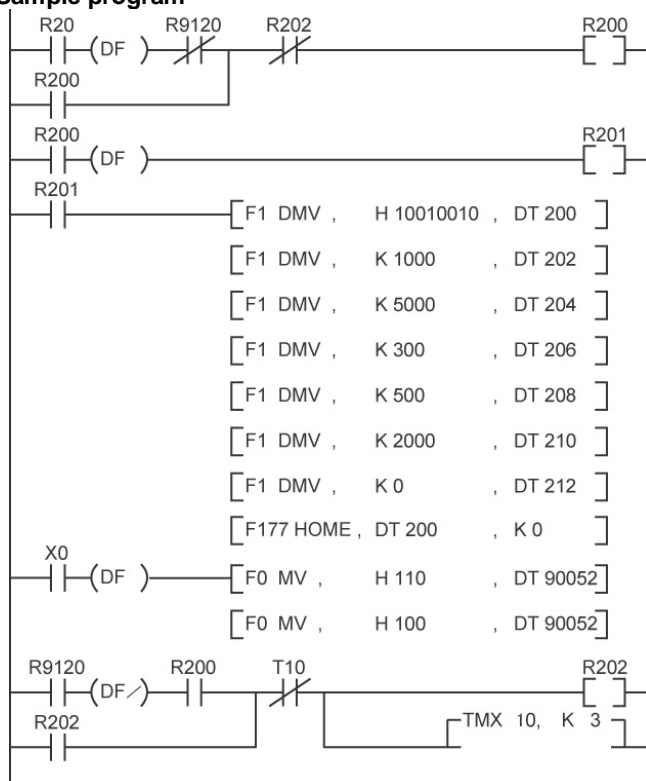 Sample program
R20 R9120 R202 R200
(DF )
R200
R200 R201
(DF )
R201
F1 DMV , H 10010010 , DT 200
F1 DMV , K 1000 , DT 202
F1 DMV , K 5000 , DT 204
F1 DMV , K 300 , DT 206
F1 DMV , K 500 , DT 208
F1 DMV , K 2000 , DT 210
F1 DMV , K 0 , DT 212
F177 HOME , DT 200 , K 0
X0
(DF ) F0 MV , H 110 , DT 90052
F0 MV , H 100 , DT 90052
R9120 R200 T10 R202
(DF/)
R202 TMX 10, K 3